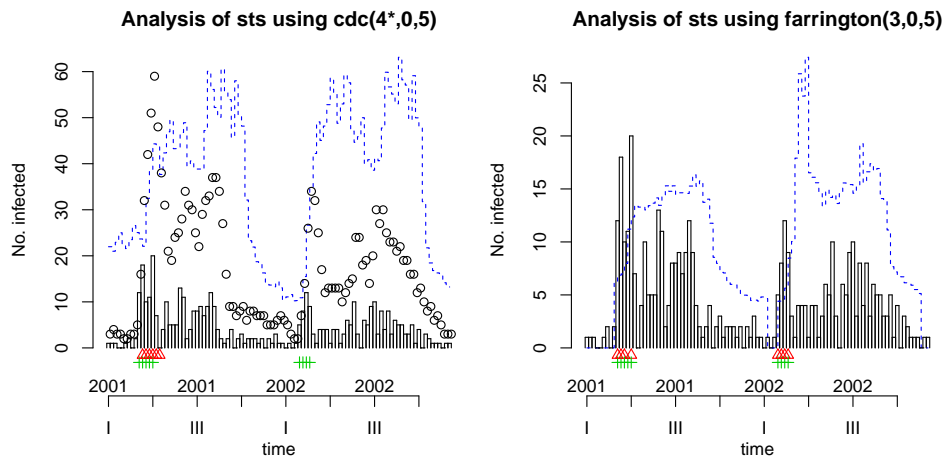 Analysis of sts using cdc(4*,0,5)
No. infected
60
50
40
30
20
10
0
2001 2001 2002 2002
I III I III
time
Analysis of sts using farrington(3,0,5)
No. infected
25
20
15
10
5
0
2001 2001 2002 2002
I III I III
time